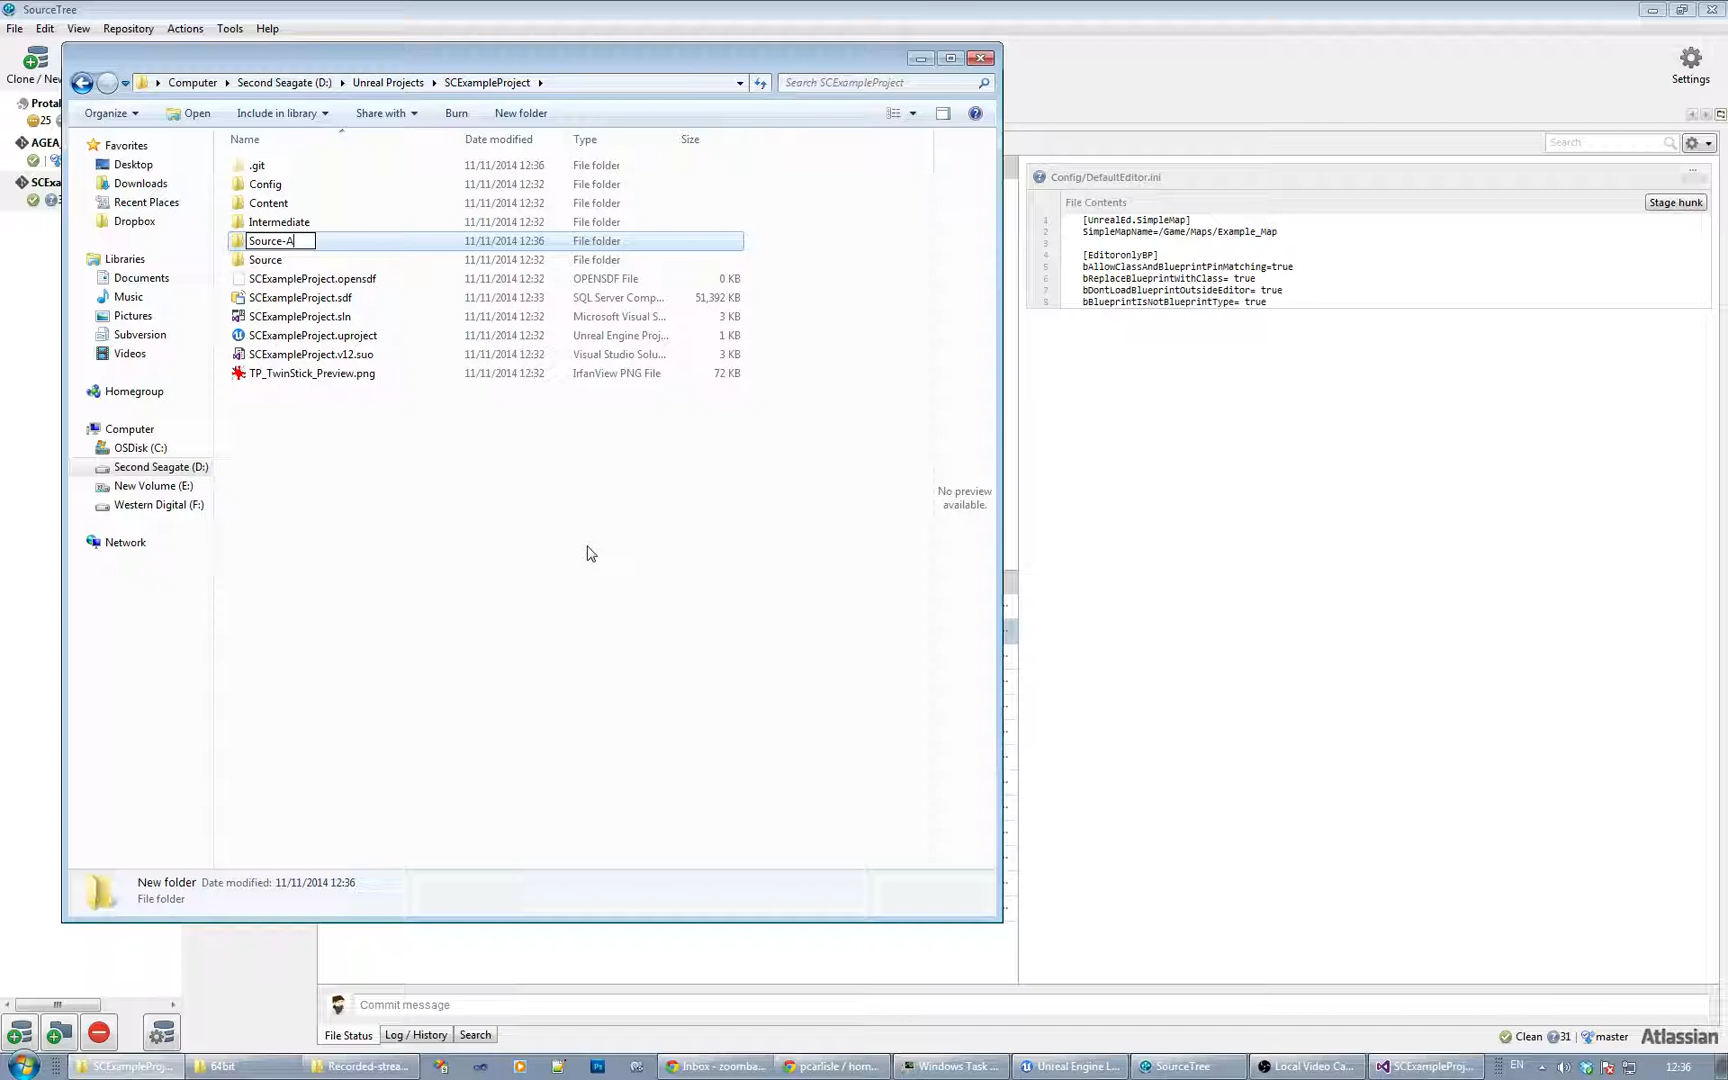 SourceTree
File Edit View Repository Actions Tools Help
Clone / New
Settings
Computer Second Seagate (D:) Unreal Projects SCExampleProject
Search SCExampleProject
Organize Open Include in library Share with Burn New folder
Name Date modified Type Size
.git 11/11/2014 12:36 File folder
Config 11/11/2014 12:32 File folder
Content 11/11/2014 12:32 File folder
Intermediate 11/11/2014 12:32 File folder
Source-A 11/11/2014 12:36 File folder
Source 11/11/2014 12:32 File folder
SCExampleProject.opensdf 11/11/2014 12:32 OPENSDF File 0 KB
SCExampleProject.sdf 11/11/2014 12:33 SQL Server Comp... 51,392 KB
SCExampleProject.sln 11/11/2014 12:32 Microsoft Visual S... 3 KB
SCExampleProject.uproject 11/11/2014 12:32 Unreal Engine Proj... 1 KB
SCExampleProject.v12.suo 11/11/2014 12:32 Visual Studio Solu... 3 KB
TP_TwinStick_Preview.png 11/11/2014 12:32 IrfanView PNG File 72 KB
Protal
25
AGEA_
SCExa
Favorites
Desktop
Downloads
Recent Places
Dropbox
Libraries
Documents
Music
Pictures
Subversion
Videos
Homegroup
Computer
OSDisk (C:)
Second Seagate (D:)
New Volume (E:)
Western Digital (F:)
Network
No preview
available.
New folder Date modified: 11/11/2014 12:36
File folder
Search
Config/DefaultEditor.ini
File Contents
Stage hunk
1 [UnrealEd.SimpleMap]
2 SimpleMapName=/Game/Maps/Example_Map
3
4 [EditoronlyBP]
5 bAllowClassAndBlueprintPinMatching=true
6 bReplaceBlueprintWithClass= true
7 bDontLoadBlueprintOutsideEditor= true
8 bBlueprintIsNotBlueprintType= true
Commit message
File Status Log / History Search
Clean 31 master Atlassian
SCExampleProj... 64bit Recorded-strea... Inbox - zoomba... pcarlisle / hom... Windows Task ... Unreal Engine L... SourceTree Local Video Ca... SCExampleProj... EN 12:36